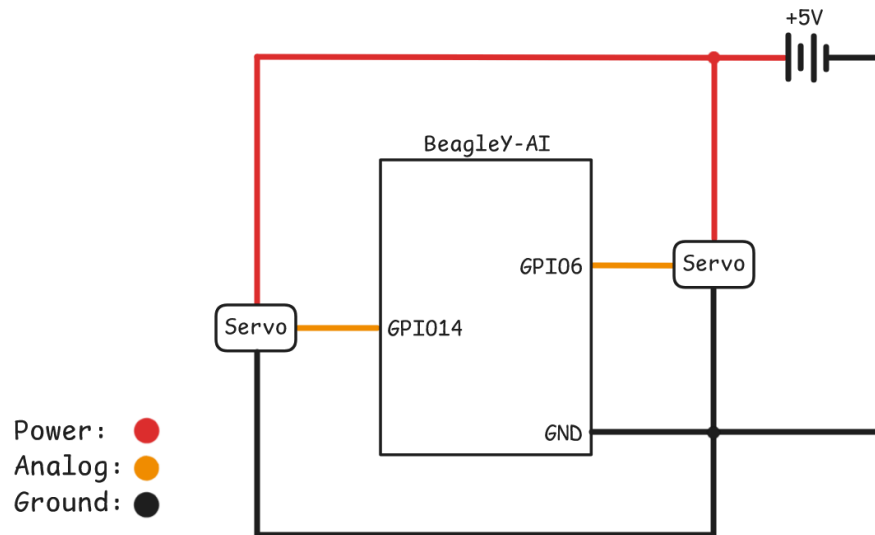 +5V
BeagleY-AI
GPIO6
Servo
Servo
GPIO14
GND
Power:
Analog:
Ground: